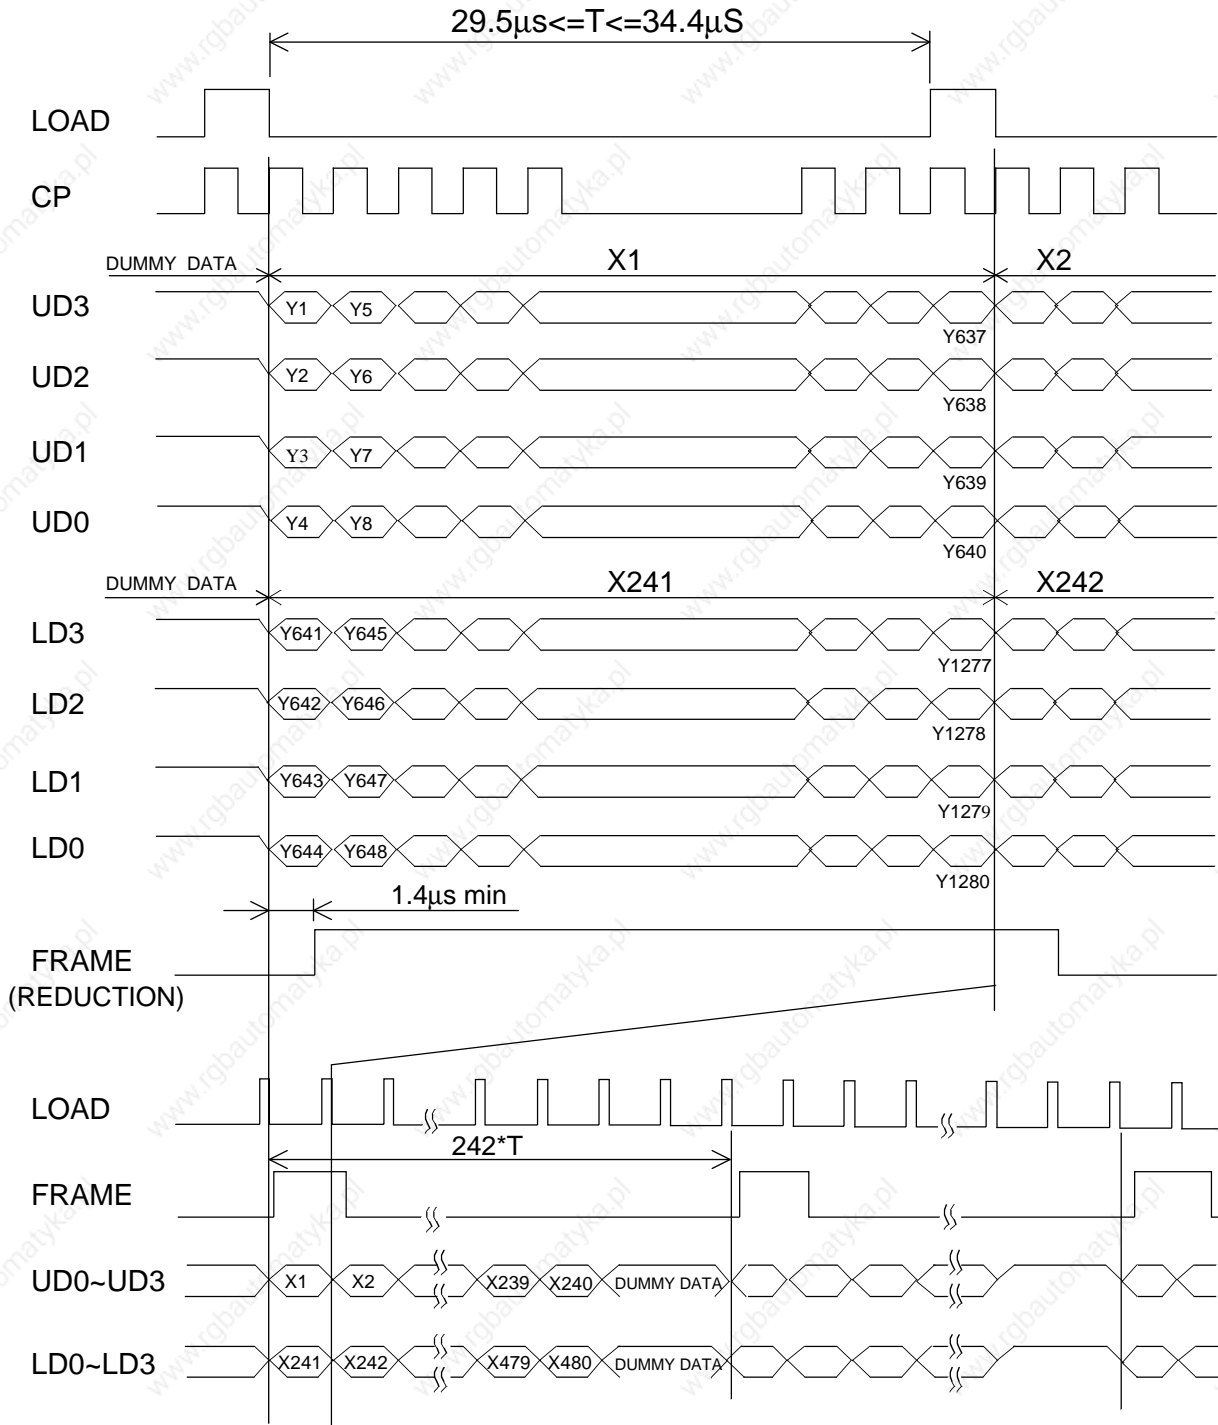 29.5µs<=T<=34.4µS
LOAD
CP
DUMMY DATA X1 X2
UD3 Y1 Y5 Y637
UD2 Y2 Y6 Y638
UD1 Y3 Y7 Y639
UD0 Y4 Y8 Y640
DUMMY DATA X241 X242
LD3 Y641 Y645 Y1277
LD2 Y642 Y646 Y1278
LD1 Y643 Y647 Y1279
LD0 Y644 Y648 Y1280
1.4µs min
FRAME
(REDUCTION)
LOAD
242*T
FRAME
UD0~UD3 X1 X2 X239 X240 DUMMY DATA
LD0~LD3 X241 X242 X479 X480 DUMMY DATA
www.rgbautomatyka.pl